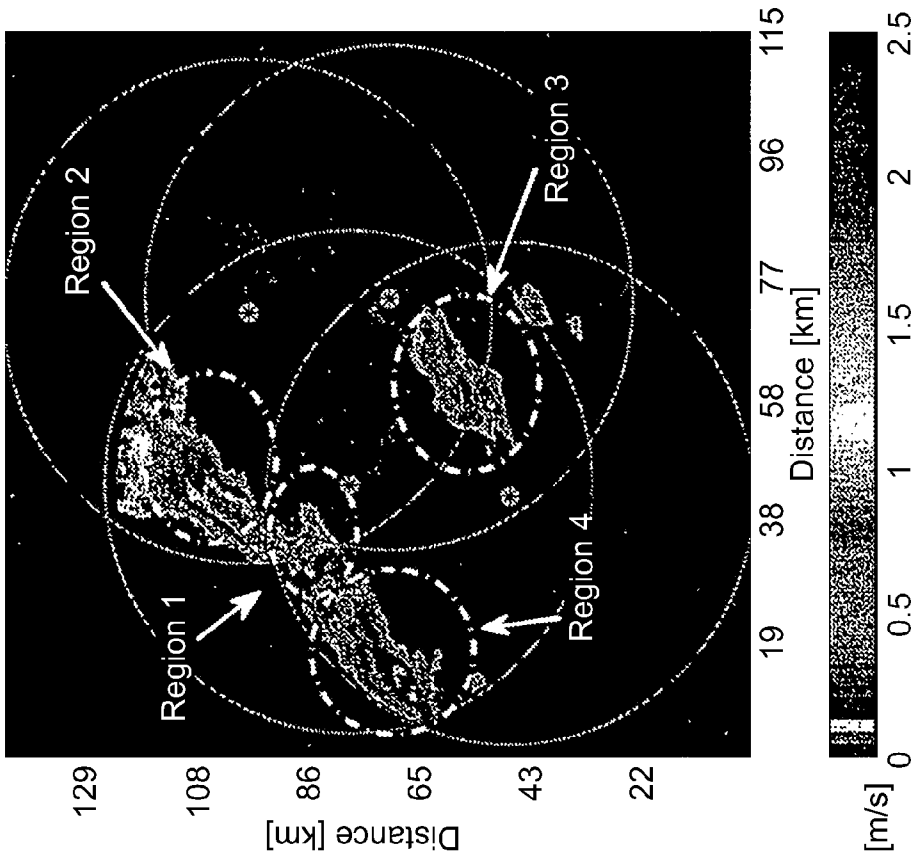 Region 2
Region 1
Region 3
Region 4
Distance [km]
129
108
86
65
43
22
19
38
58
77
96
115
Distance [km]
[m/s]
0
0.5
1
1.5
2
2.5